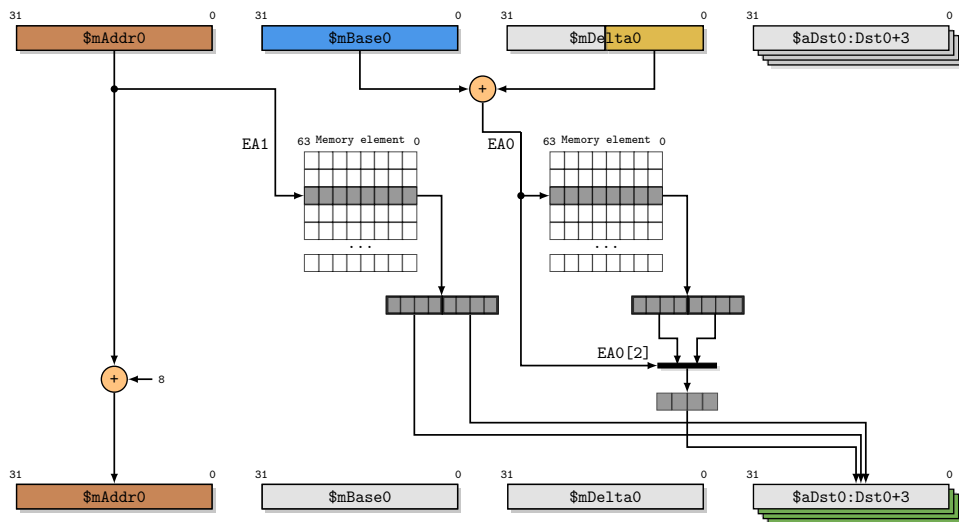 31 0 31 0 31 0 31 0
$mAddr0 $mBase0 $mDelta0 $aDst0:Dst0+3
+
EA1 63 Memory element 0 EA0 63 Memory element 0
... ...
EA0[2]
+ 8
31 0 31 0 31 0 31 0
$mAddr0 $mBase0 $mDelta0 $aDst0:Dst0+3